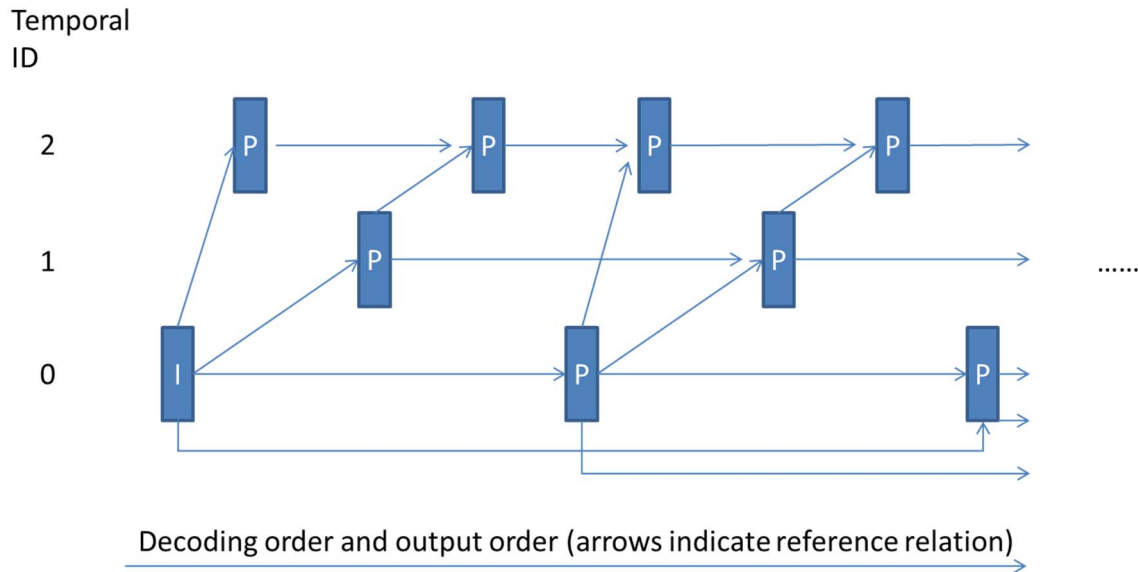 Temporal
ID
2
P
P
P
P
1
P
P
......
0
I
P
P
Decoding order and output order (arrows indicate reference relation)